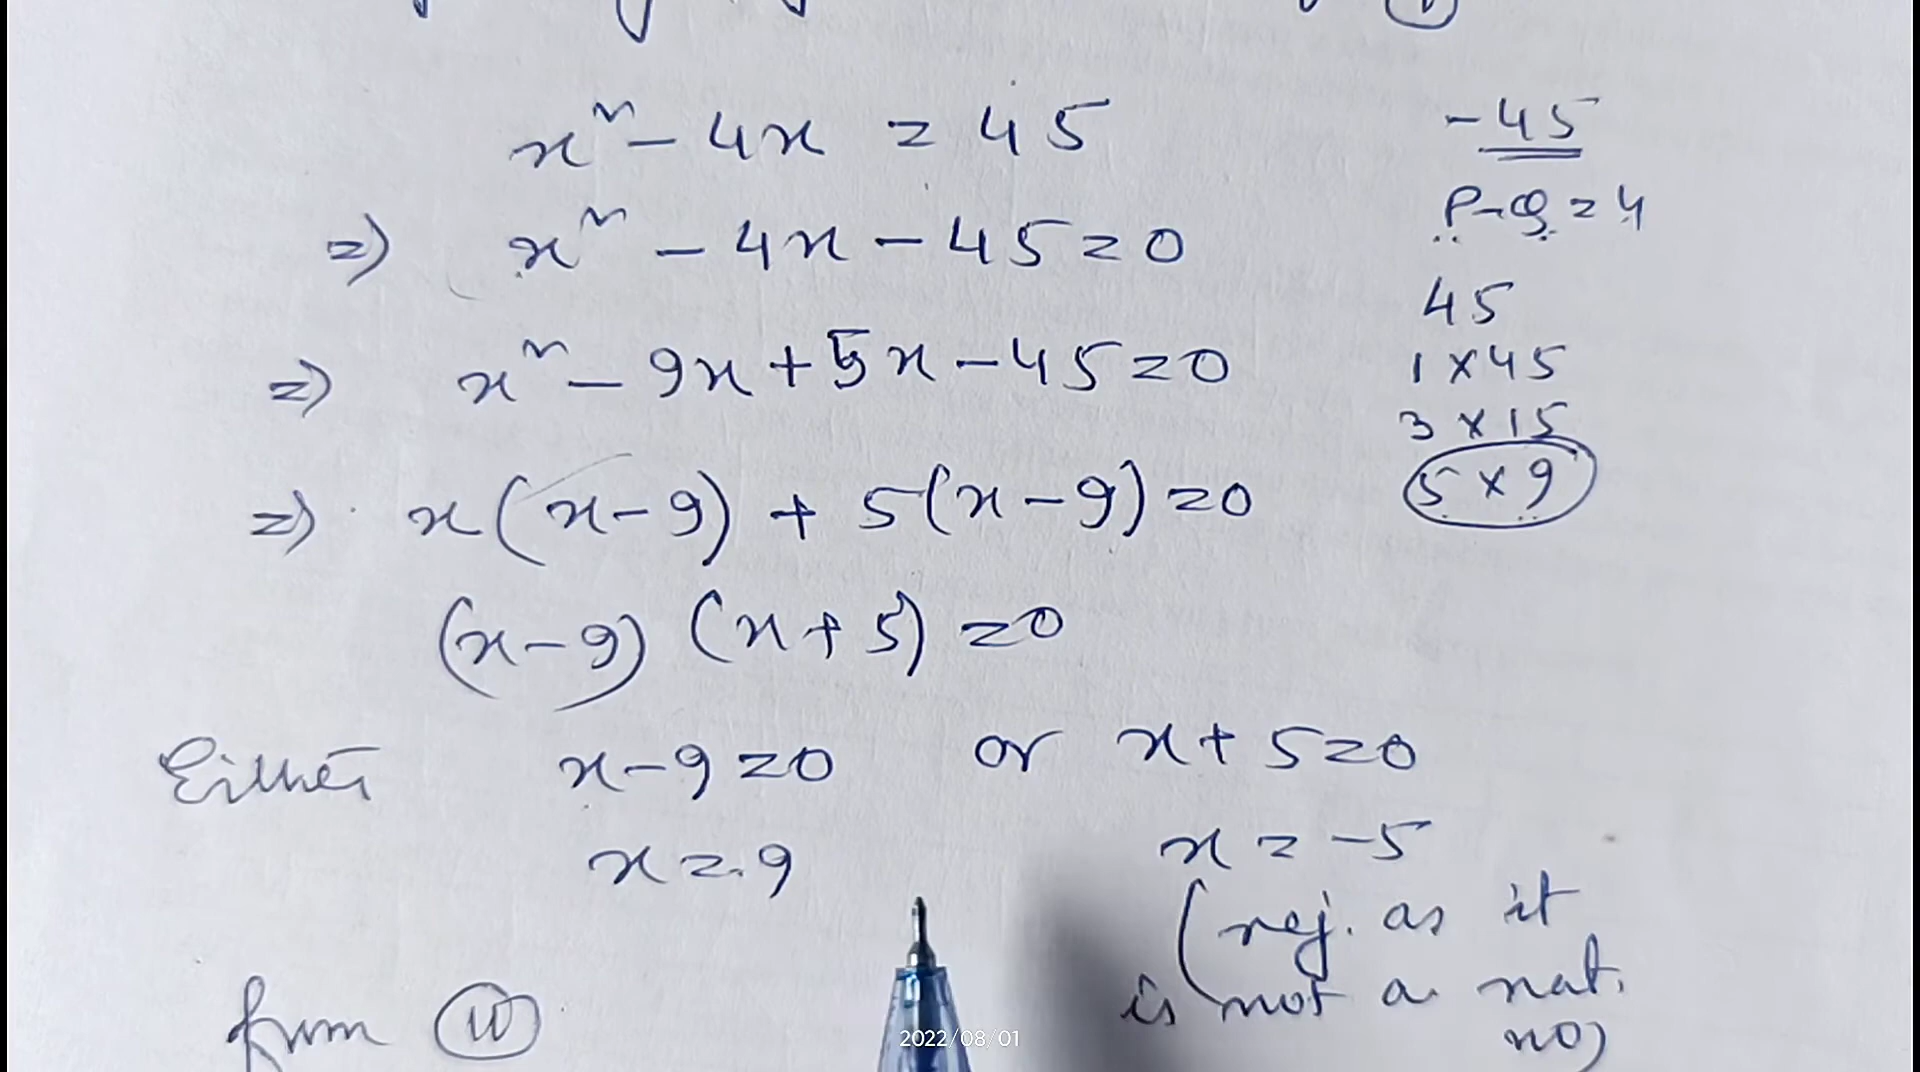 x² - 4x = 45
=) x² - 4x - 45 = 0
=) x² - 9x + 5x - 45 = 0
=) x(x-9) + 5(x-9) = 0
(x-9) (x+5) = 0
Either x-9=0 or x+5=0
x = 9 x = -5
(rej. as it
is not a nat.
no)
from (ii)
-45
P-Q = 4
45
1 x 45
3 x 15
5 x 9
2022/08/01